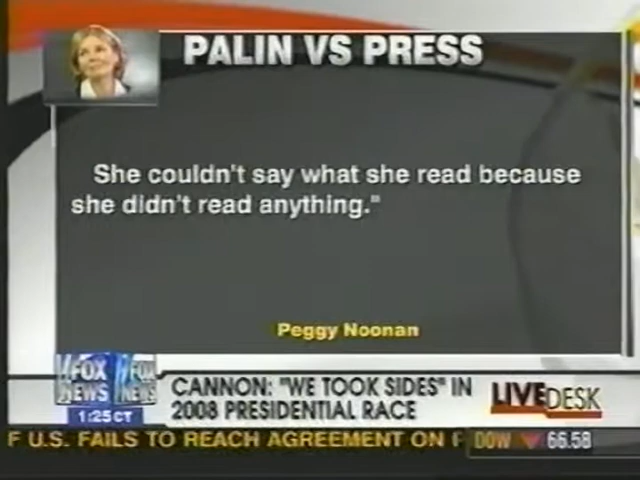 PALIN VS PRESS
She couldn't say what she read because
she didn't read anything."
Peggy Noonan
FOX
NEWS
FOX
NEWS
1:25CT
CANNON: "WE TOOK SIDES" IN
2008 PRESIDENTIAL RACE
LIVEDESK
F U.S. FAILS TO REACH AGREEMENT ON
DOW 66.58